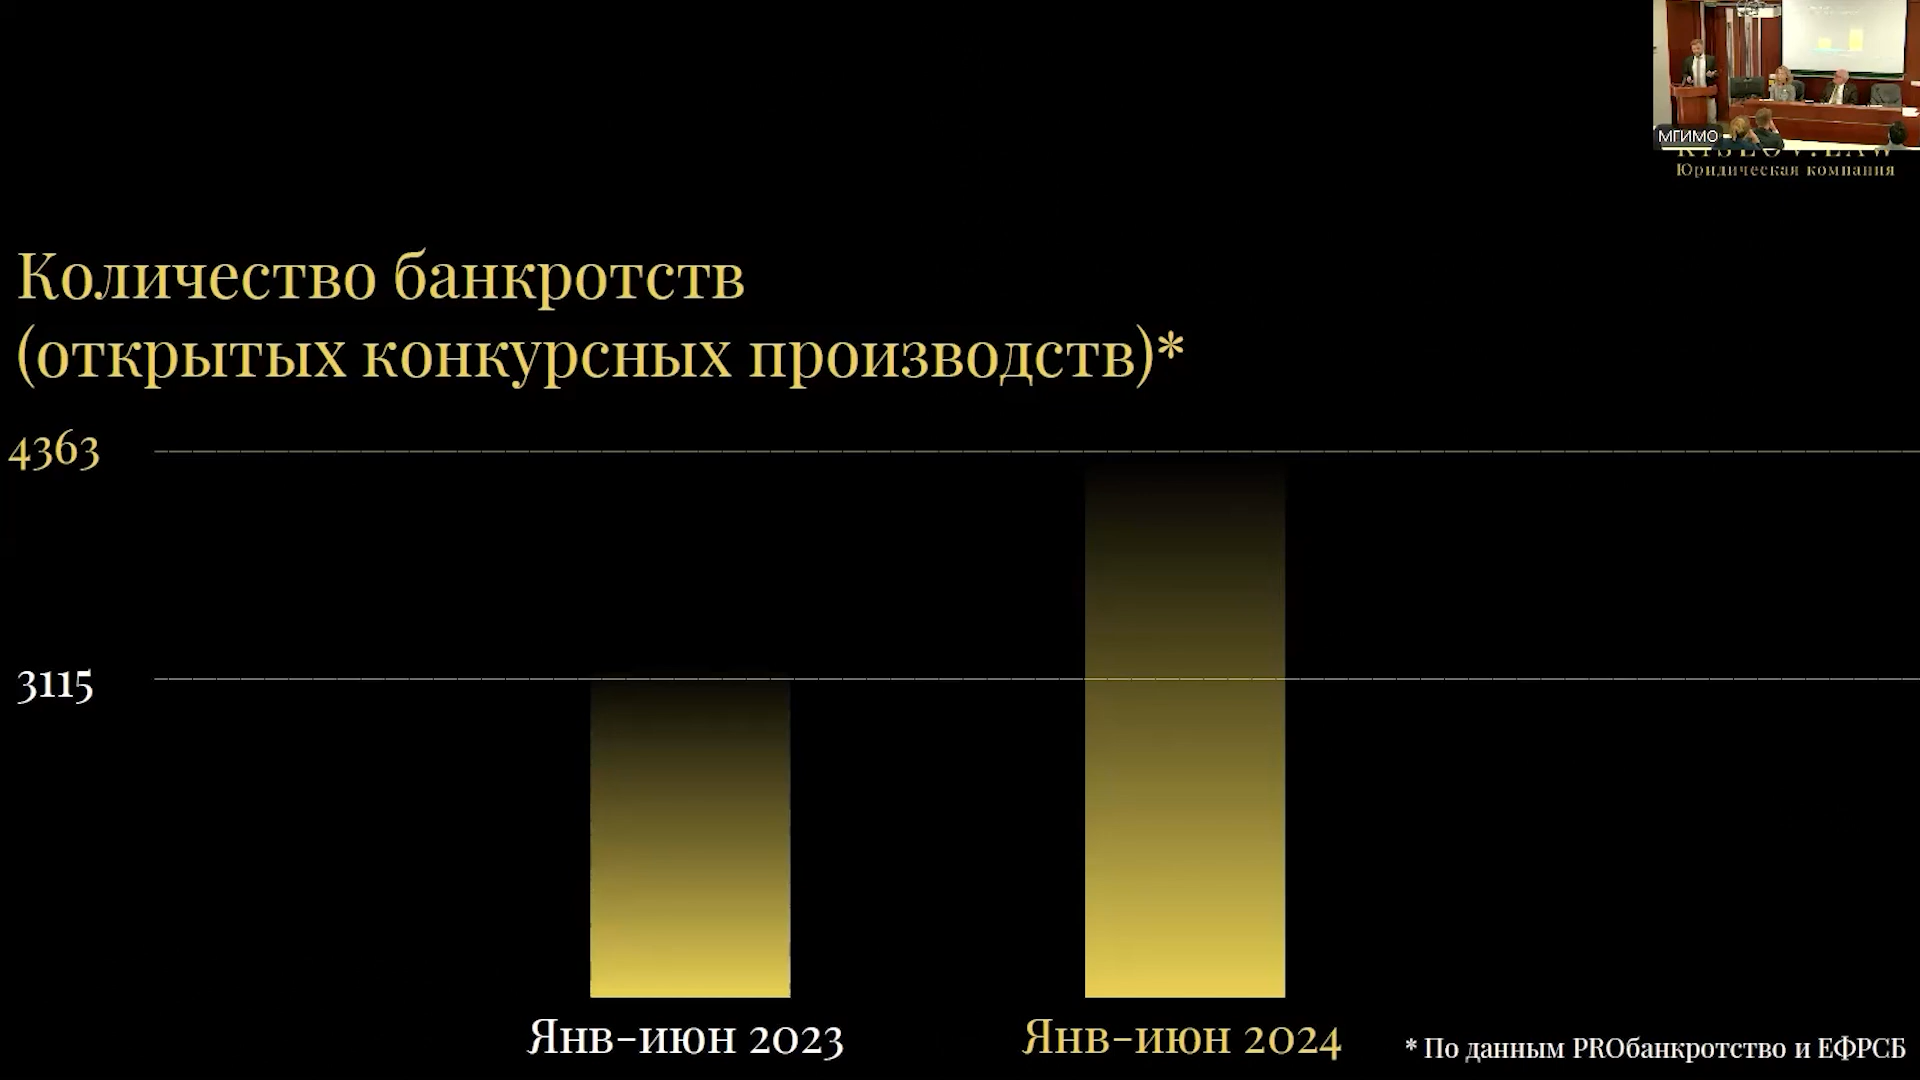 МГИМО
Юридическая компания
Количество банкротств
(открытых конкурсных производств)*
4363
3115
Янв-июн 2023
Янв-июн 2024
* По данным PROбанкротство и ЕФРСБ